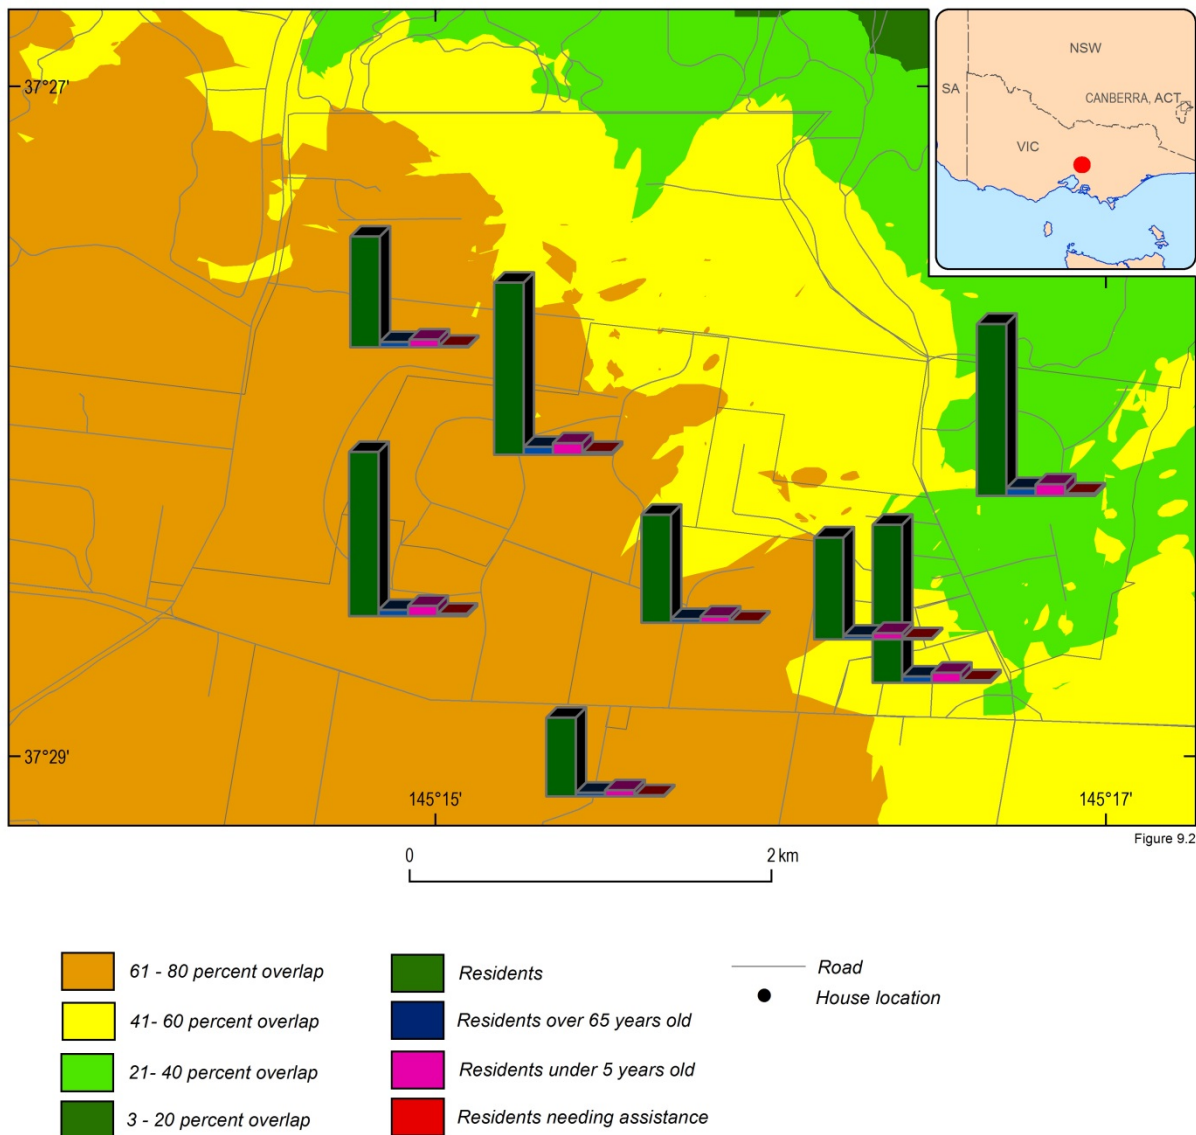 37°27'
NSW
SA
CANBERRA, ACT
VIC
37°29'
145°15'
145°17'
Figure 9.2
0
2 km
61 - 80 percent overlap
41- 60 percent overlap
21- 40 percent overlap
3 - 20 percent overlap
Residents
Residents over 65 years old
Residents under 5 years old
Residents needing assistance
Road
House location